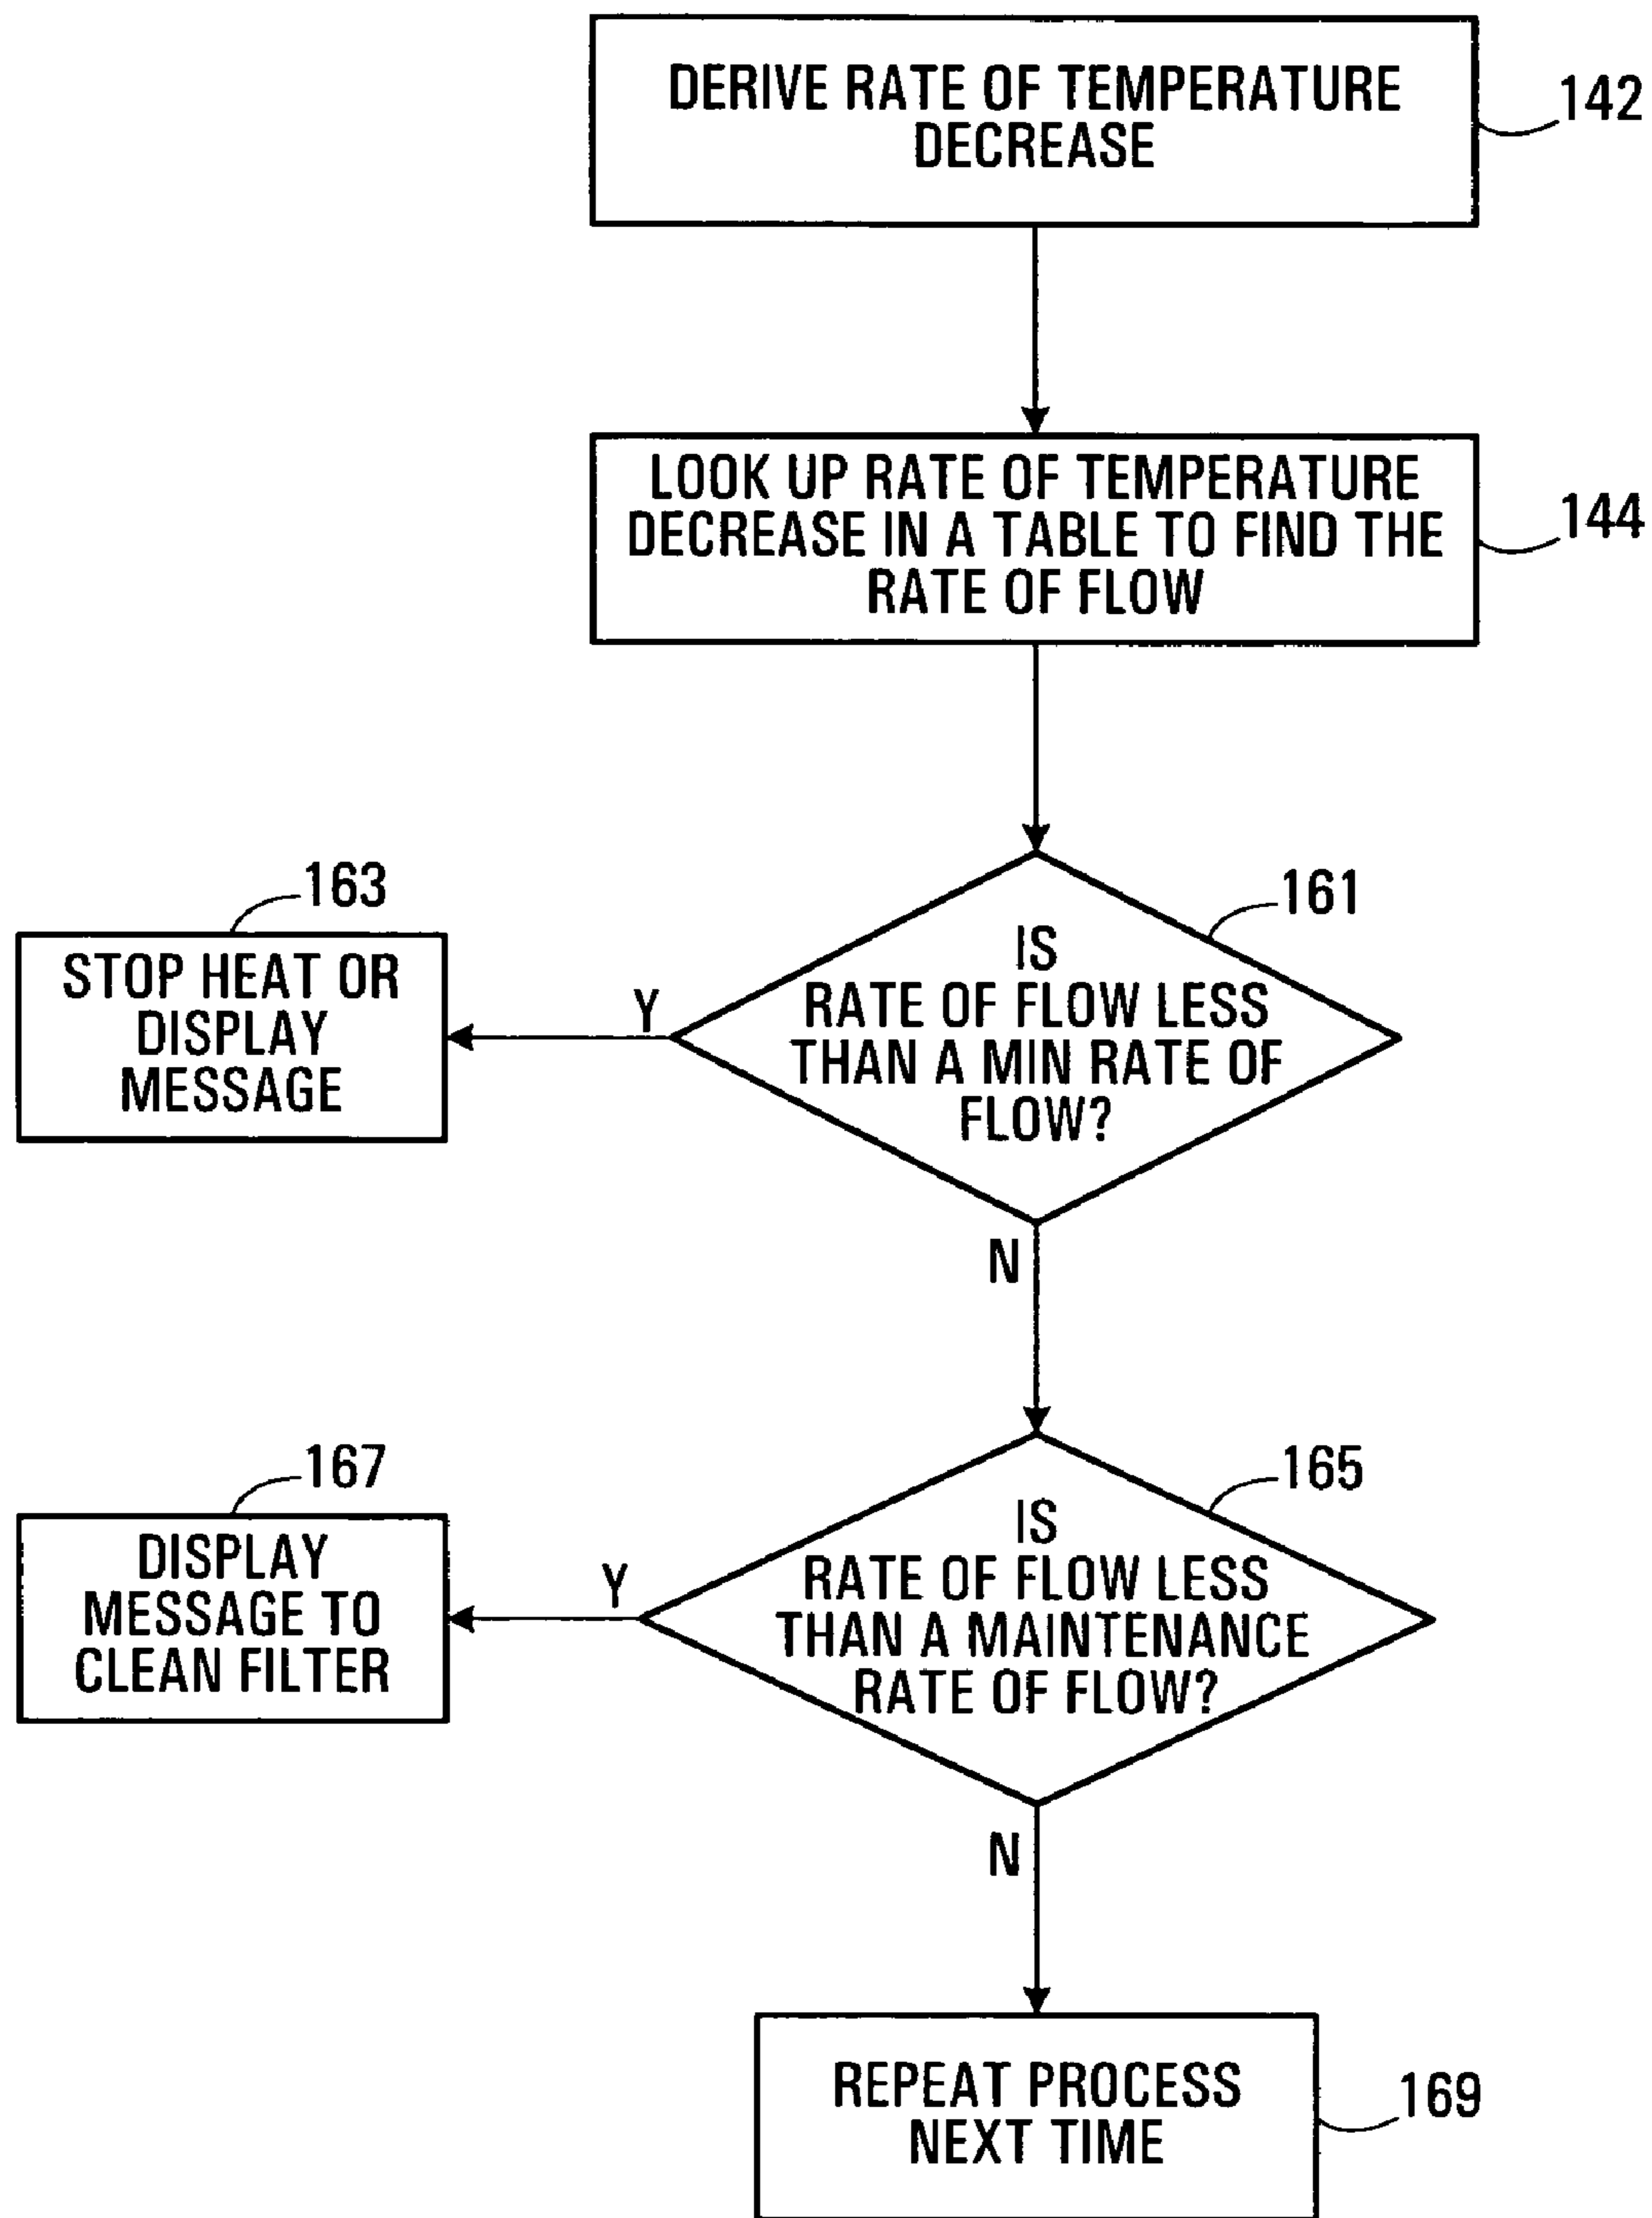 DERIVE RATE OF TEMPERATURE
DECREASE
142
LOOK UP RATE OF TEMPERATURE
DECREASE IN A TABLE TO FIND THE
RATE OF FLOW
144
163
STOP HEAT OR
DISPLAY
MESSAGE
Y
161
IS
RATE OF FLOW LESS
THAN A MIN RATE OF
FLOW?
N
167
DISPLAY
MESSAGE TO
CLEAN FILTER
Y
165
IS
RATE OF FLOW LESS
THAN A MAINTENANCE
RATE OF FLOW?
N
REPEAT PROCESS
NEXT TIME
169